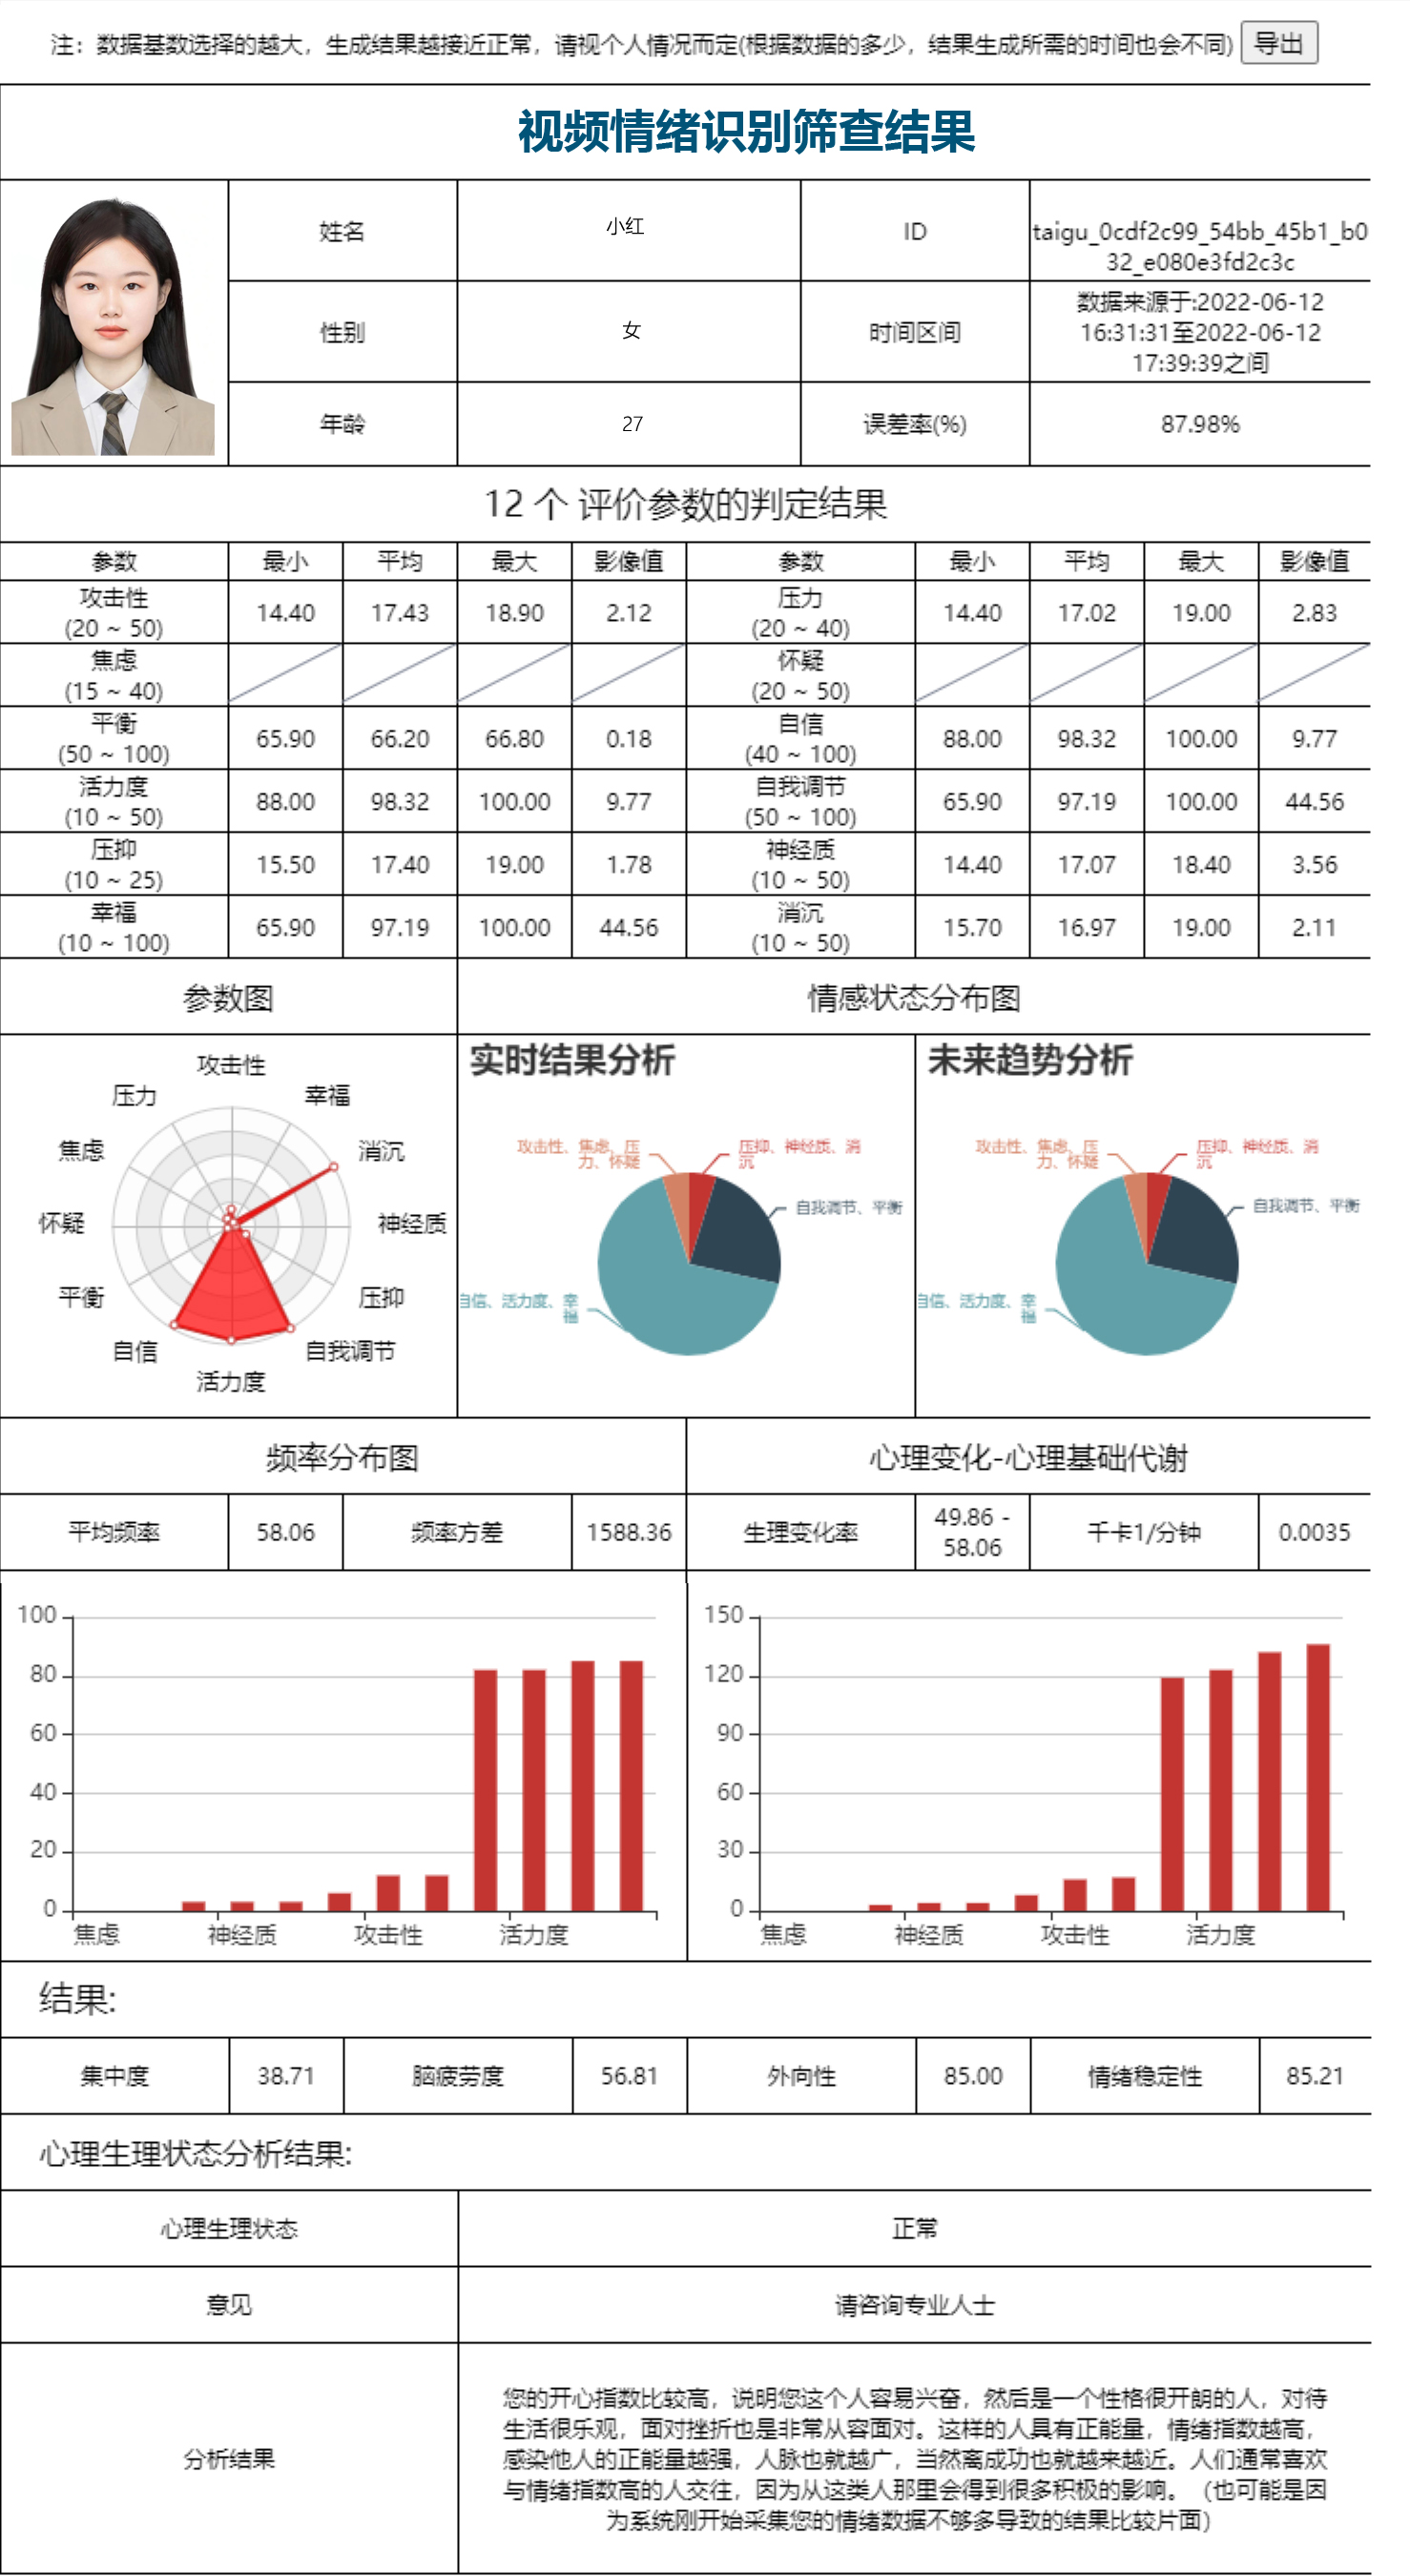 注：数据基数选择的越大，生成结果越接近正常，请视个人情况而定(根据数据的多少，结果生成所需的时间也会不同) 导出
视频情绪识别筛查结果
姓名 小红 ID taigu_0cdf2c99_54bb_45b1_b0
32_e080e3fd2c3c
性别 女 时间区间 数据来源于:2022-06-12
16:31:31至2022-06-12
17:39:39之间
年龄 27 误差率(%) 87.98%
12 个 评价参数的判定结果
参数 最小 平均 最大 影像值 参数 最小 平均 最大 影像值
攻击性
(20 ~ 50) 14.40 17.43 18.90 2.12 压力
(20 ~ 40) 14.40 17.02 19.00 2.83
焦虑
(15 ~ 40) 怀疑
(20 ~ 50)
平衡
(50 ~ 100) 65.90 66.20 66.80 0.18 自信
(40 ~ 100) 88.00 98.32 100.00 9.77
活力度
(10 ~ 50) 88.00 98.32 100.00 9.77 自我调节
(50 ~ 100) 65.90 97.19 100.00 44.56
压抑
(10 ~ 25) 15.50 17.40 19.00 1.78 神经质
(10 ~ 50) 14.40 17.07 18.40 3.56
幸福
(10 ~ 100) 65.90 97.19 100.00 44.56 消沉
(10 ~ 50) 15.70 16.97 19.00 2.11
参数图 情感状态分布图
攻击性
压力 幸福
焦虑 消沉
怀疑 神经质
平衡 压抑
自信 自我调节
活力度
实时结果分析
攻击性、焦虑、压
力、怀疑
压抑、神经质、消
沉
自我调节、平衡
自信、活力度、幸
福
未来趋势分析
攻击性、焦虑、压
力、怀疑
压抑、神经质、消
沉
自我调节、平衡
自信、活力度、幸
福
频率分布图 心理变化-心理基础代谢
平均频率 58.06 频率方差 1588.36 生理变化率 49.86 -
58.06 千卡1/分钟 0.0035
100
80
60
40
20
0
焦虑 神经质 攻击性 活力度
150
120
90
60
30
0
焦虑 神经质 攻击性 活力度
结果:
集中度 38.71 脑疲劳度 56.81 外向性 85.00 情绪稳定性 85.21
心理生理状态分析结果:
心理生理状态 正常
意见 请咨询专业人士
分析结果
您的开心指数比较高，说明您这个人容易兴奋，然后是一个性格很开朗的人，对待
生活很乐观，面对挫折也是非常从容面对。这样的人具有正能量，情绪指数越高，
感染他人的正能量越强，人脉也就越广，当然离成功也就越来越近。人们通常喜欢
与情绪指数高的人交往，因为从这类人那里会得到很多积极的影响。（也可能是因
为系统刚开始采集您的情绪数据不够多导致的结果比较片面）